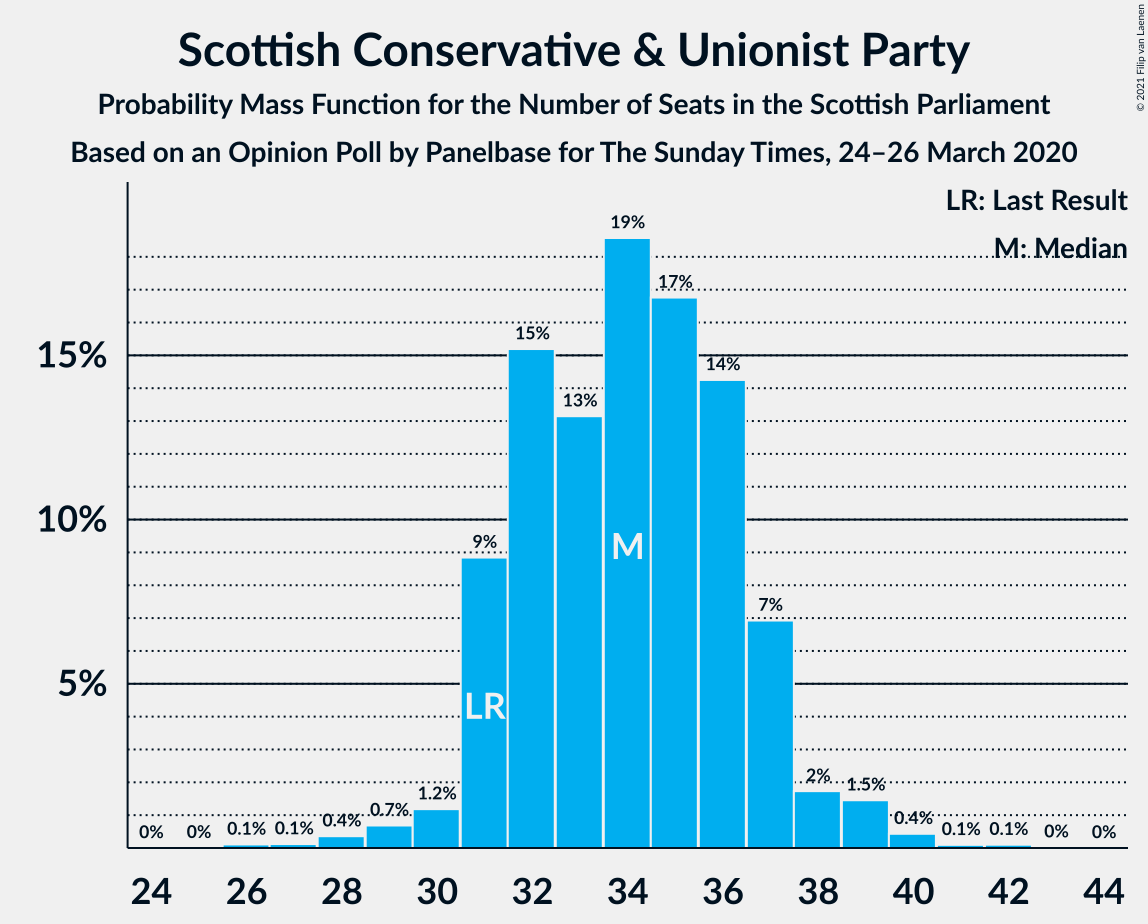 Scottish Conservative & Unionist Party
Probability Mass Function for the Number of Seats in the Scottish Parliament
Based on an Opinion Poll by Panelbase for The Sunday Times, 24–26 March 2020
© 2021 Filip van Laenen
LR: Last Result
M: Median
15%
10%
5%
0%
0%
0.1%
0.1%
0.4%
0.7%
1.2%
9%
15%
13%
19%
17%
14%
7%
2%
1.5%
0.4%
0.1%
0.1%
0%
0%
LR
M
24 26 28 30 32 34 36 38 40 42 44